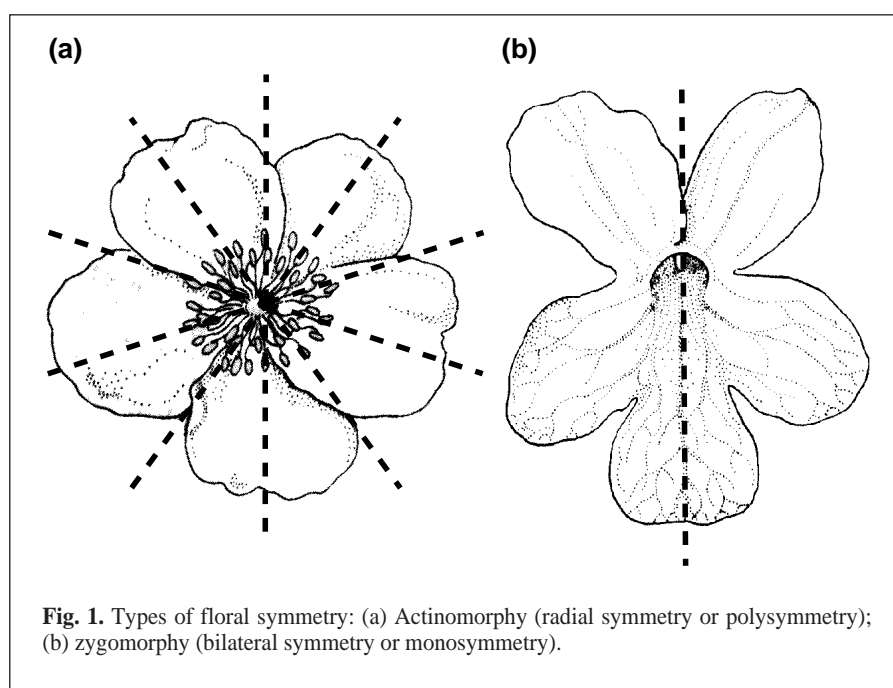 (a)
(b)
Fig. 1. Types of floral symmetry: (a) Actinomorphy (radial symmetry or polysymmetry);
(b) zygomorphy (bilateral symmetry or monosymmetry).